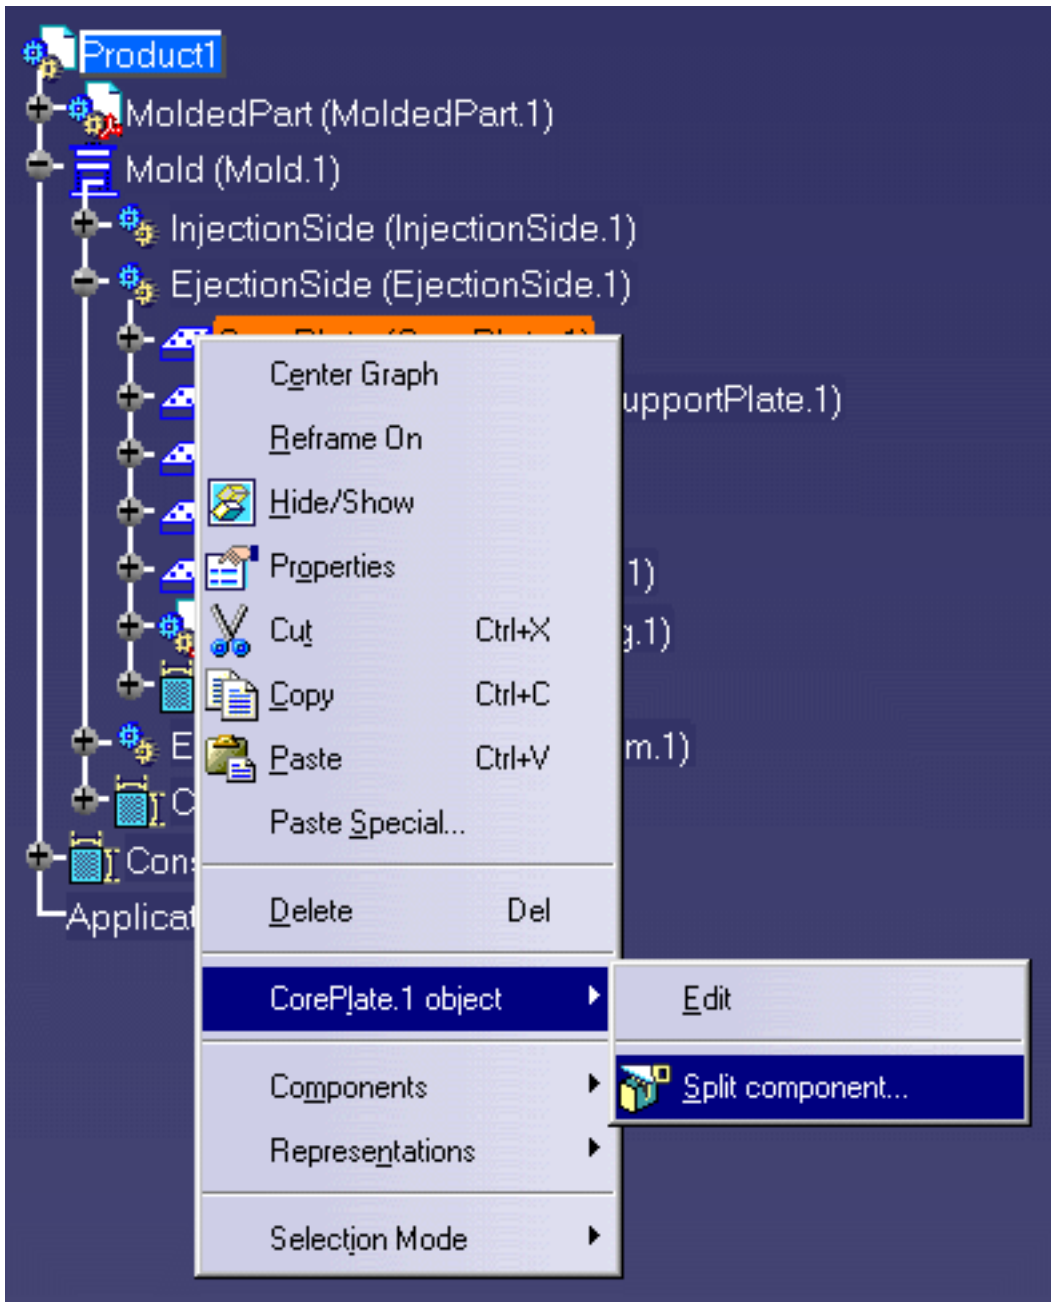 Product1
MoldedPart (MoldedPart.1)
Mold (Mold.1)
InjectionSide (InjectionSide.1)
EjectionSide (EjectionSide.1)
Center Graph
upportPlate.1)
Reframe On
Hide/Show
Properties
1)
Cut Ctrl+X
g.1)
Copy Ctrl+C
E
m.1)
Paste Ctrl+V
C
Paste Special...
Cons
Delete Del
Applicat
CorePlate.1 object
Edit
Components
Split component...
Representations
Selection Mode